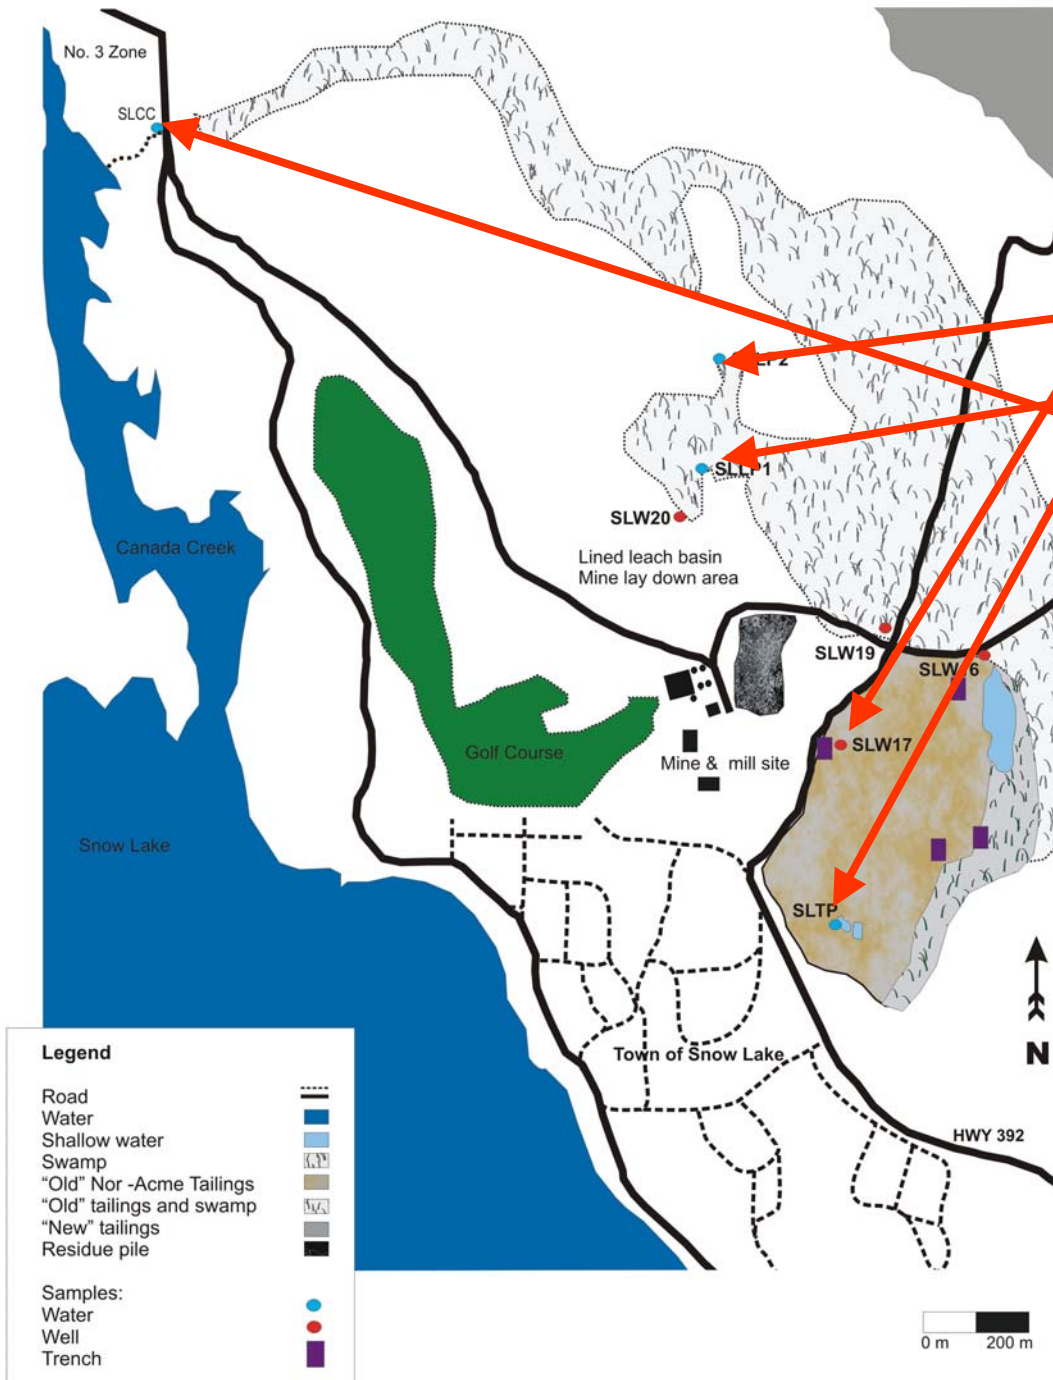 No. 3 Zone
SLCC
SLLP1
SLW20
Lined leach basin
Mine lay down area
SLW19
SLW17
Mine & mill site
Canada Creek
Golf Course
Snow Lake
SLTP
Town of Snow Lake
HWY 392
N
Legend
Road
Water
Shallow water
Swamp
"Old" Nor -Acme Tailings
"Old" tailings and swamp
"New" tailings
Residue pile
Samples:
Water
Well
Trench
0 m 200 m